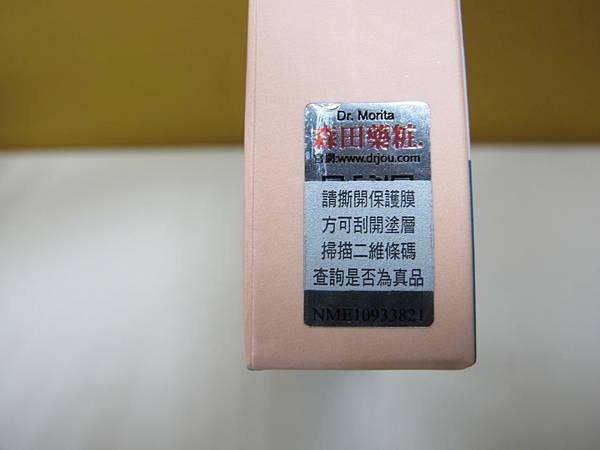 Dr. Morita
森田藥粧.
官網:www.drjou.com
請撕開保護膜
方可刮開塗層
掃描二維條碼
查詢是否為真品
NME10933821